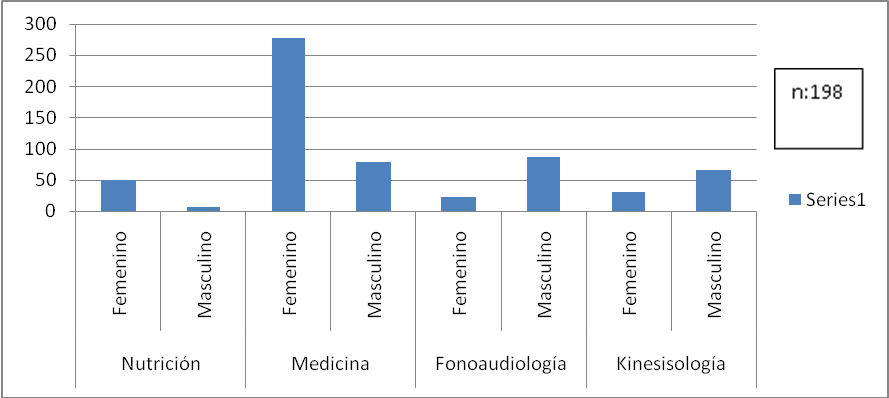 300
250
200
150
100
50
0
Femenino
Masculino
Femenino
Masculino
Femenino
Masculino
Femenino
Masculino
Nutrición
Medicina
Fonoaudiología
Kinesisología
n:198
Series1